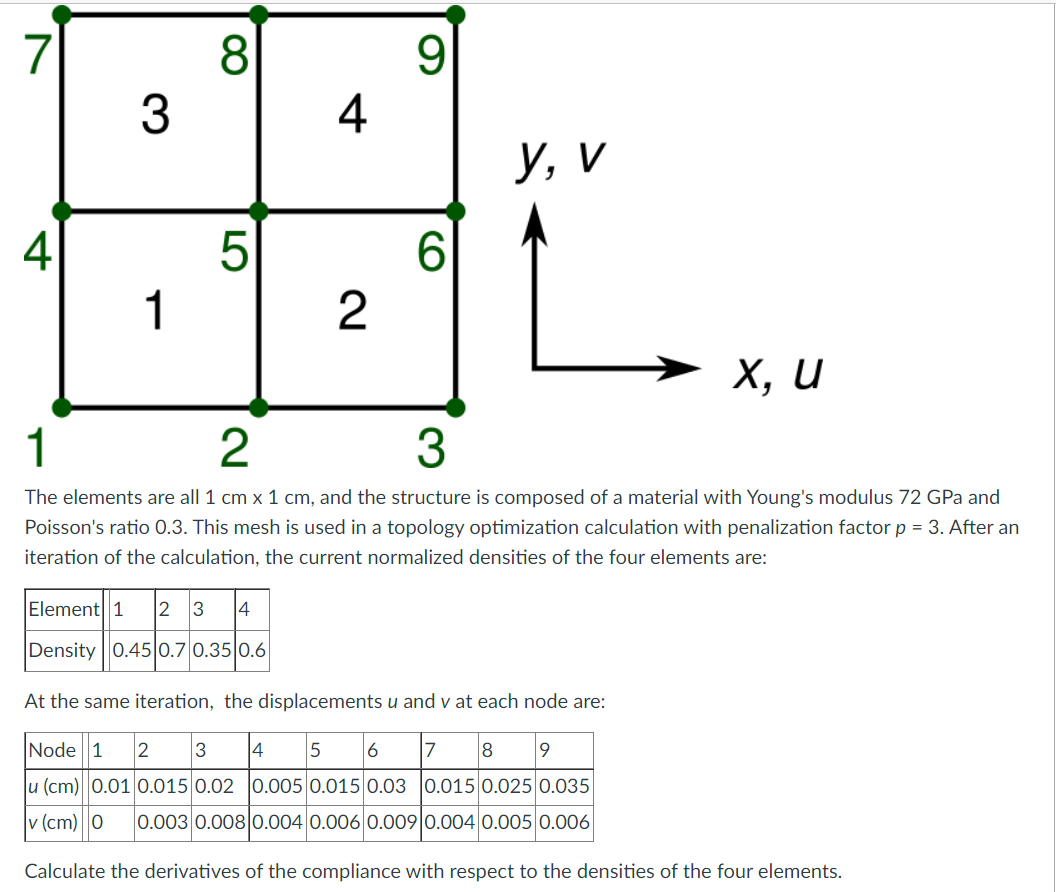 7 8 9
3 4
y, v
4 5 6
1 2
x, u
1 2 3
The elements are all 1 cm x 1 cm, and the structure is composed of a material with Young's modulus 72 GPa and
Poisson's ratio 0.3. This mesh is used in a topology optimization calculation with penalization factor p = 3. After an
iteration of the calculation, the current normalized densities of the four elements are:
Element 1 2 3 4
Density 0.45 0.7 0.35 0.6
At the same iteration, the displacements u and v at each node are:
Node 1 2 3 4 5 6 7 8 9
u (cm) 0.01 0.015 0.02 0.005 0.015 0.03 0.015 0.025 0.035
v (cm) 0 0.003 0.008 0.004 0.006 0.009 0.004 0.005 0.006
Calculate the derivatives of the compliance with respect to the densities of the four elements.